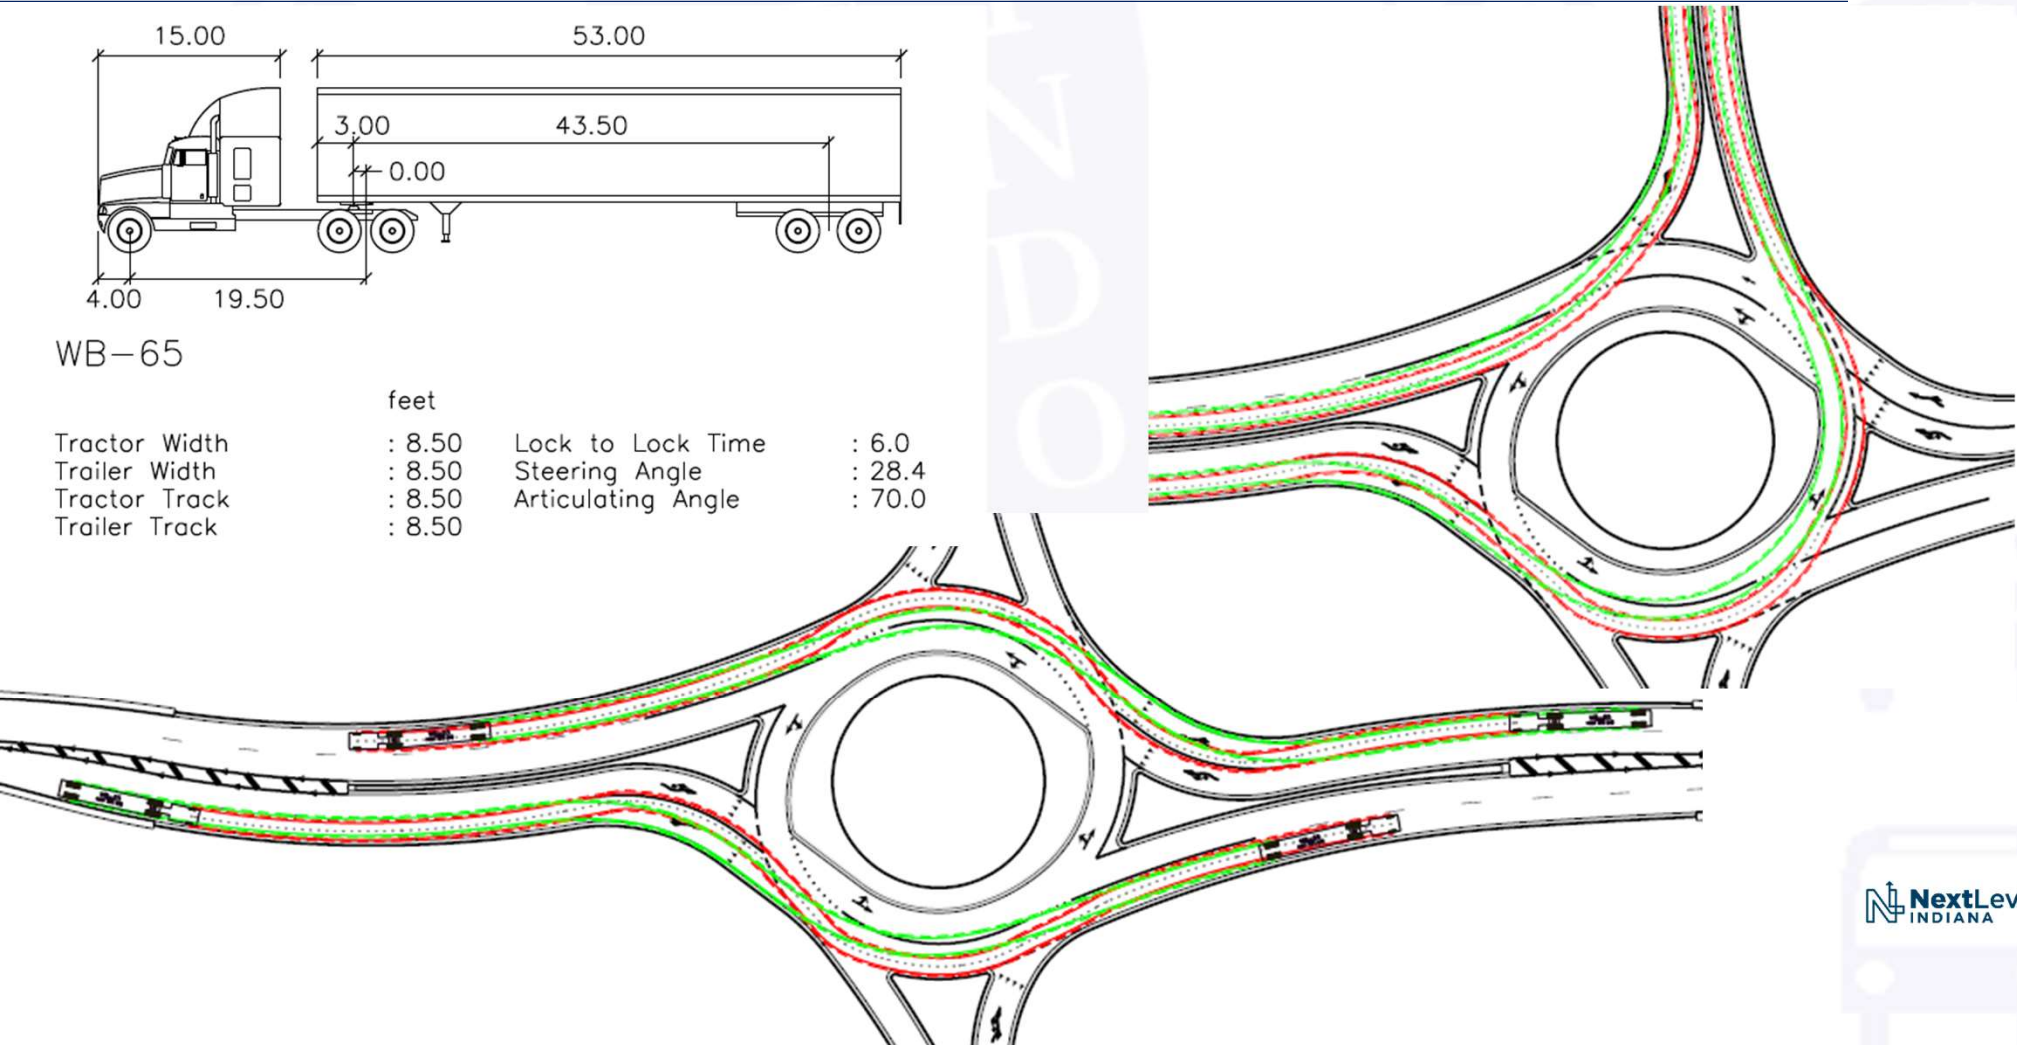 15.00
53.00
3.00
43.50
0.00
4.00
19.50
WB-65
feet
Tractor Width : 8.50 Lock to Lock Time : 6.0
Trailer Width : 8.50 Steering Angle : 28.4
Tractor Track : 8.50 Articulating Angle : 70.0
Trailer Track : 8.50
N
D
O
NextLev
INDIANA